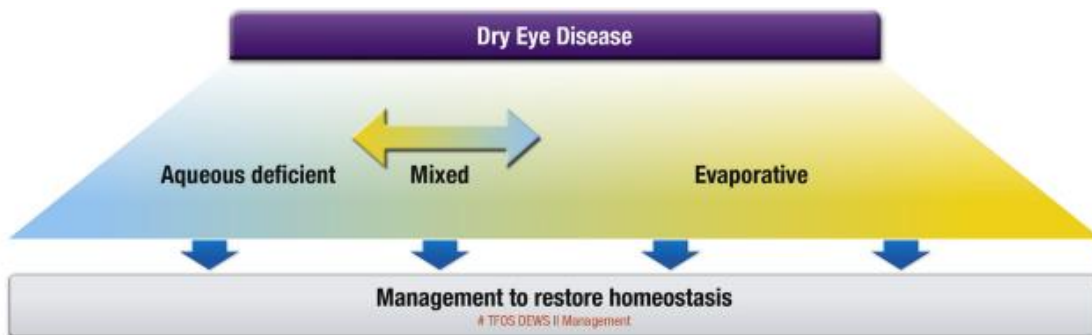 Dry Eye Disease
Aqueous deficient Mixed Evaporative
Management to restore homeostasis
# TFOS DEWS II Management